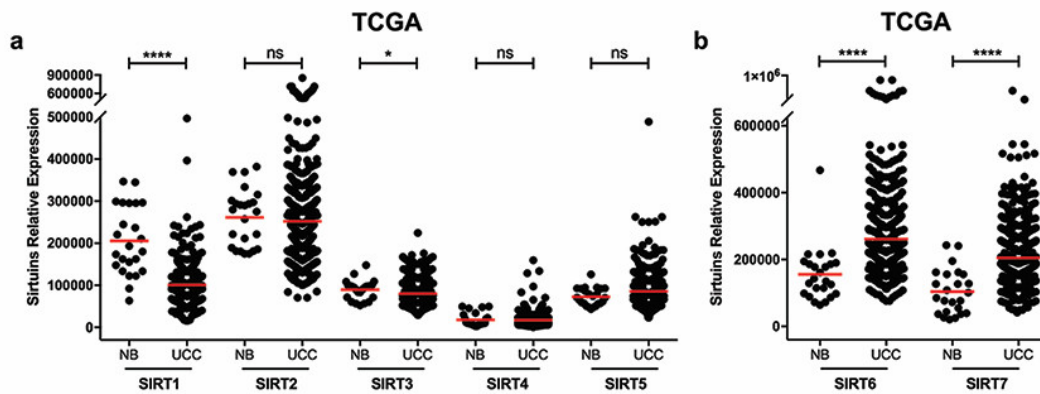 TCGA
a
**** ns * ns ns
Sirtuins Relative Expression
900000
600000
500000
400000
300000
200000
100000
0
NB UCC NB UCC NB UCC NB UCC NB UCC
SIRT1 SIRT2 SIRT3 SIRT4 SIRT5
TCGA
b
**** ****
Sirtuins Relative Expression
1×10⁶
600000
400000
200000
0
NB UCC NB UCC
SIRT6 SIRT7